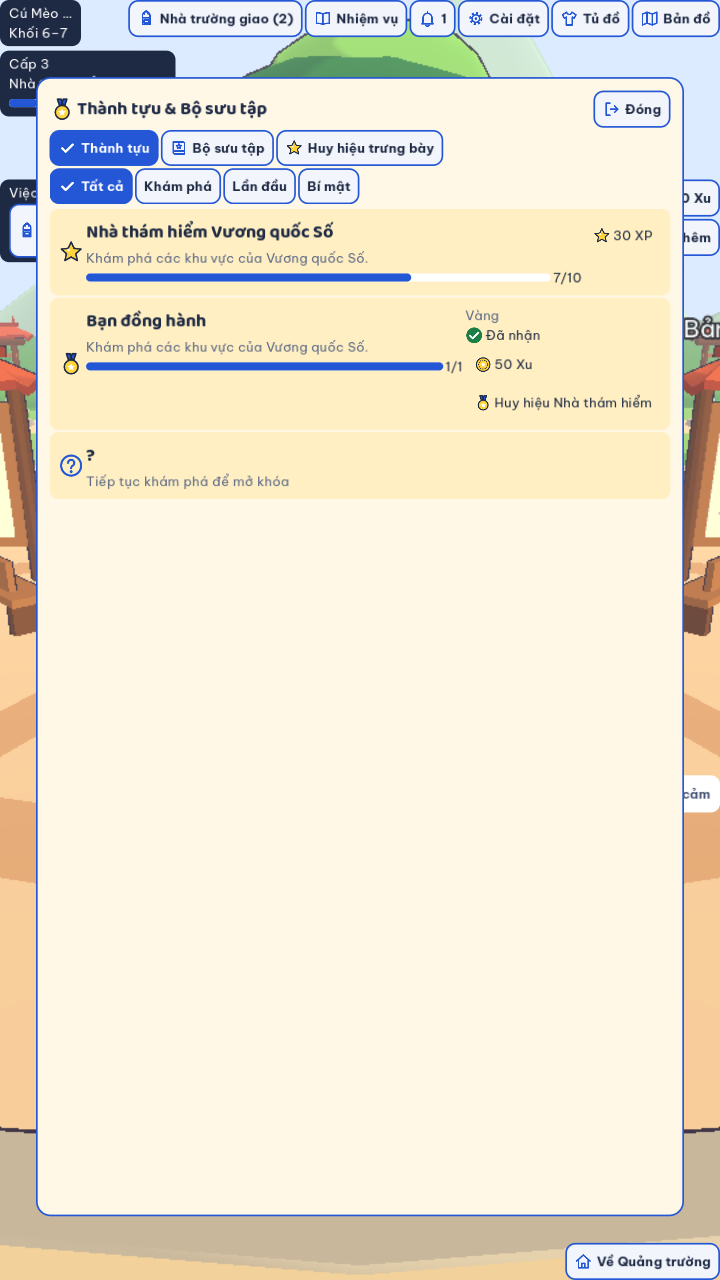 Cú Mèo ...
Khối 6–7
Nhà trường giao (2)
Nhiệm vụ
1
Cài đặt
Tủ đồ
Bản đồ
Cấp 3
Nhà
Thành tựu & Bộ sưu tập
Đóng
Thành tựu
Bộ sưu tập
Huy hiệu trưng bày
Tất cả
Khám phá
Lần đầu
Bí mật
Việc
0 Xu
Nhà thám hiểm Vương quốc Số
30 XP
Khám phá các khu vực của Vương quốc Số.
7/10
Bạn đồng hành
Vàng
Đã nhận
Khám phá các khu vực của Vương quốc Số.
1/1
50 Xu
Huy hiệu Nhà thám hiểm
?
Tiếp tục khám phá để mở khóa
cảm
Về Quảng trường